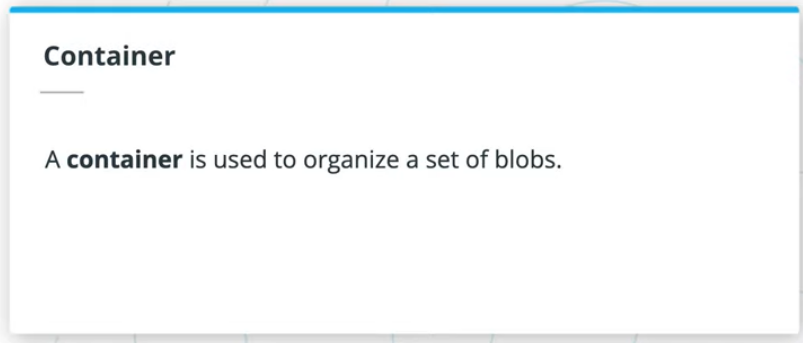 Container
A container is used to organize a set of blobs.